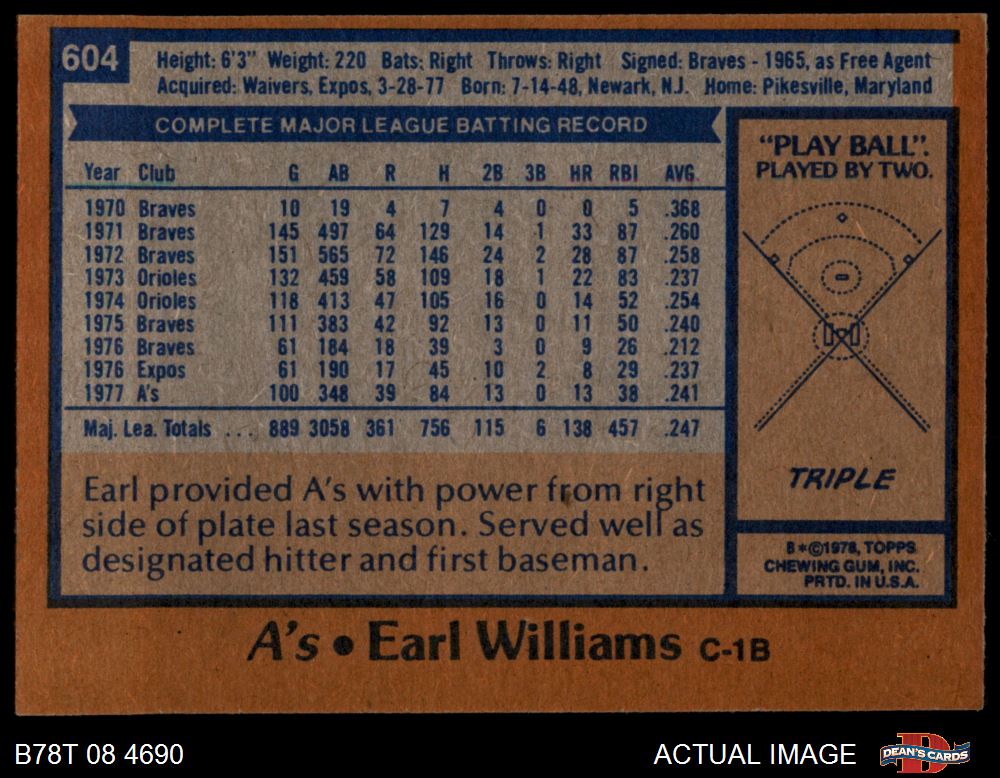 604
Height: 6'3" Weight: 220 Bats: Right Throws: Right Signed: Braves - 1965, as Free Agent
Acquired: Waivers, Expos, 3-28-77 Born: 7-14-48, Newark, N.J. Home: Pikesville, Maryland
COMPLETE MAJOR LEAGUE BATTING RECORD
Year Club G AB R H 2B 3B HR RBI AVG.
1970 Braves 10 19 4 7 4 0 0 5 .368
1971 Braves 145 497 64 129 14 1 33 87 .260
1972 Braves 151 565 72 146 24 2 28 87 .258
1973 Orioles 132 459 58 109 18 1 22 83 .237
1974 Orioles 118 413 47 105 16 0 14 52 .254
1975 Braves 111 383 42 92 13 0 11 50 .240
1976 Braves 61 184 18 39 3 0 9 26 .212
1976 Expos 61 190 17 45 10 2 8 29 .237
1977 A's 100 348 39 84 13 0 13 38 .241
Maj. Lea. Totals ... 889 3058 361 756 115 6 138 457 .247
Earl provided A's with power from right
side of plate last season. Served well as
designated hitter and first baseman.
"PLAY BALL".
PLAYED BY TWO.
TRIPLE
B*©1978, TOPPS
CHEWING GUM, INC.
PRTD. IN U.S.A.
A's • Earl Williams C-1B
B78T 08 4690
ACTUAL IMAGE
DEAN'S CARDS